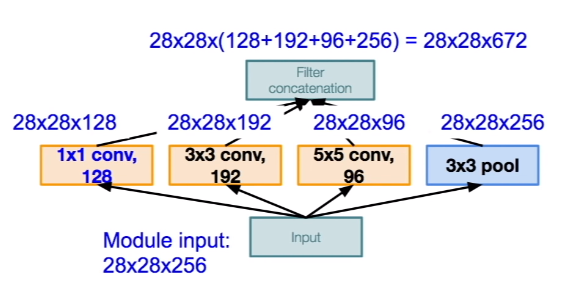 28x28x(128+192+96+256) = 28x28x672
Filter
concatenation
28x28x128
28x28x192
28x28x96
28x28x256
1x1 conv,
128
3x3 conv,
192
5x5 conv,
96
3x3 pool
Input
Module input:
28x28x256